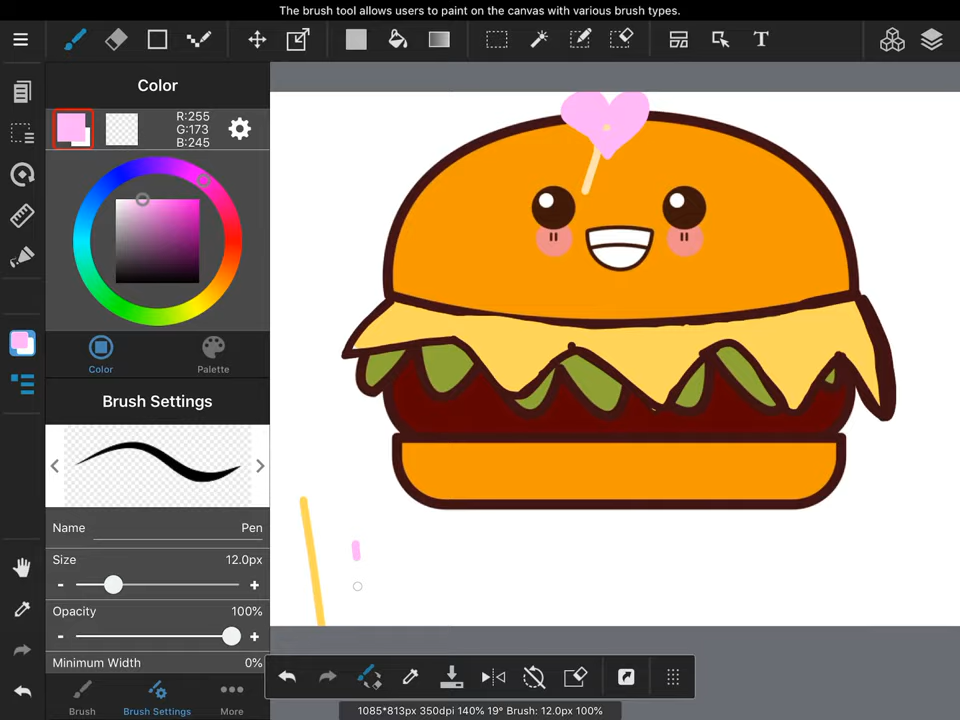 The brush tool allows users to paint on the canvas with various brush types.
T
Color
R:255
G:173
B:245
Color
Palette
Brush Settings
Name
Pen
Size
12.0px
-
+
Opacity
100%
-
+
Minimum Width
0%
Brush
Brush Settings
More
1085*813px 350dpi 140% 19° Brush: 12.0px 100%